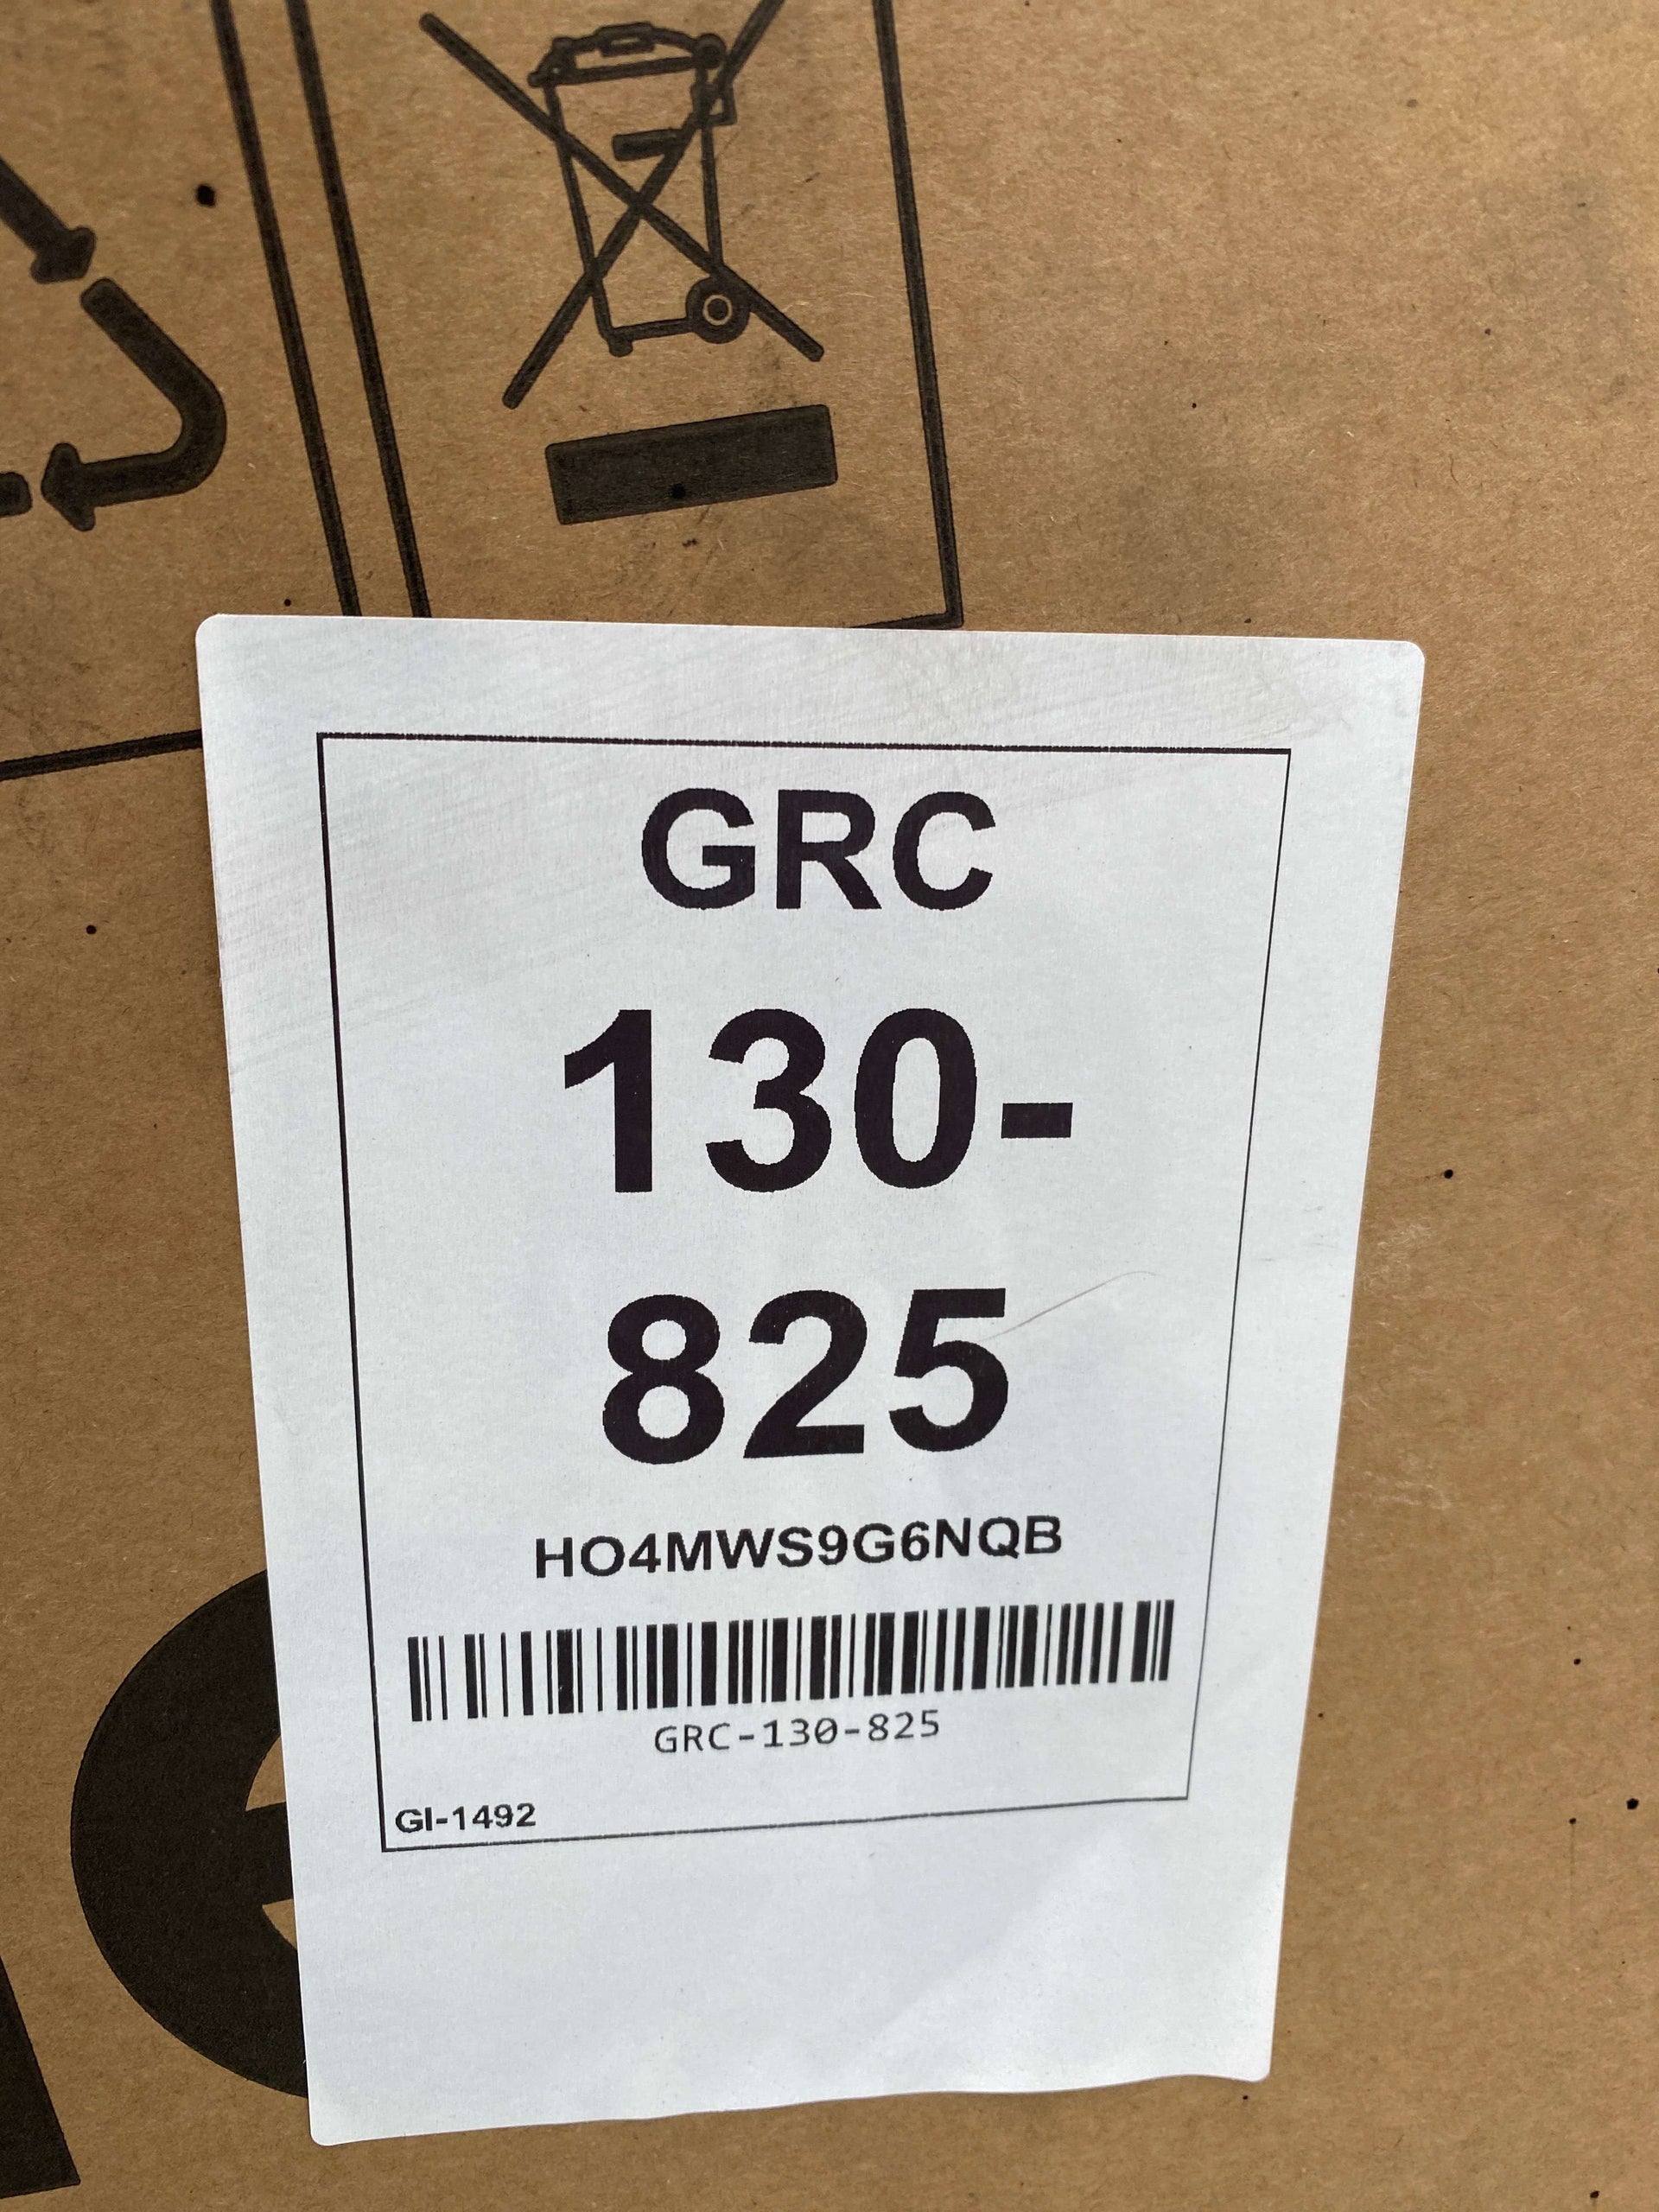 GRC
130-
825
HO4MWS9G6NQB
GRC-130-825
GI-1492